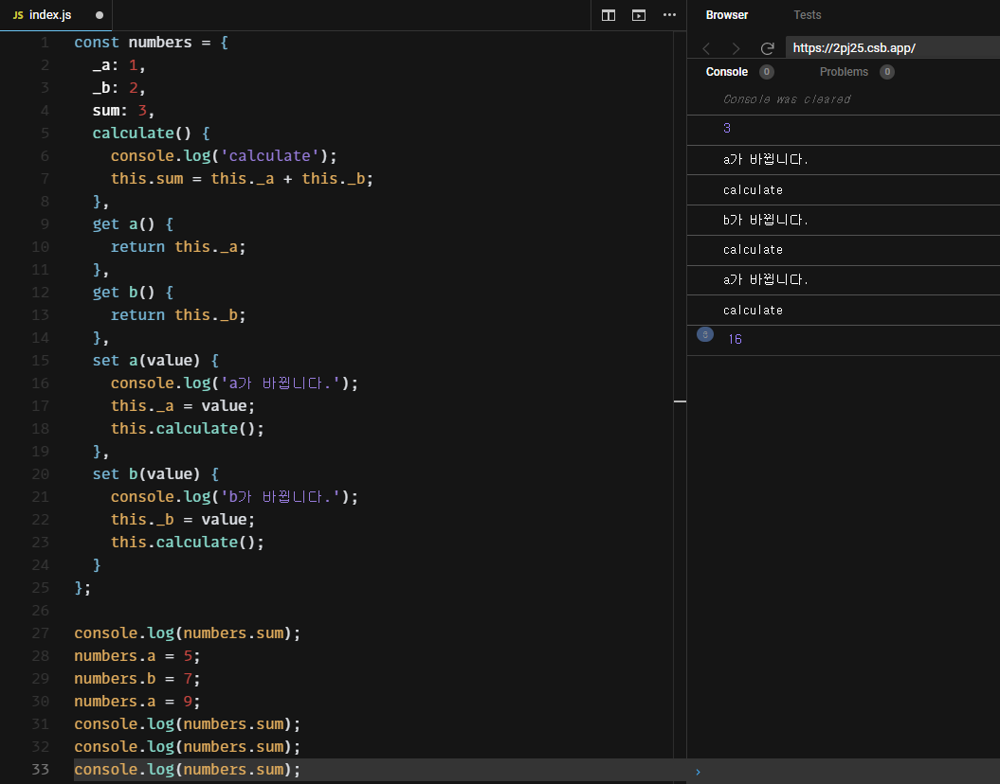 JS index.js
1 const numbers = {
2   _a: 1,
3   _b: 2,
4   sum: 3,
5   calculate() {
6     console.log('calculate');
7     this.sum = this._a + this._b;
8   },
9   get a() {
10     return this._a;
11   },
12   get b() {
13     return this._b;
14   },
15   set a(value) {
16     console.log('a가 바뀝니다.');
17     this._a = value;
18     this.calculate();
19   },
20   set b(value) {
21     console.log('b가 바뀝니다.');
22     this._b = value;
23     this.calculate();
24   }
25 };
26
27 console.log(numbers.sum);
28 numbers.a = 5;
29 numbers.b = 7;
30 numbers.a = 9;
31 console.log(numbers.sum);
32 console.log(numbers.sum);
33 console.log(numbers.sum);
Browser Tests
https://2pj25.csb.app/
Console 0 Problems 0
Console was cleared
3
a가 바뀝니다.
calculate
b가 바뀝니다.
calculate
a가 바뀝니다.
calculate
3 16
›